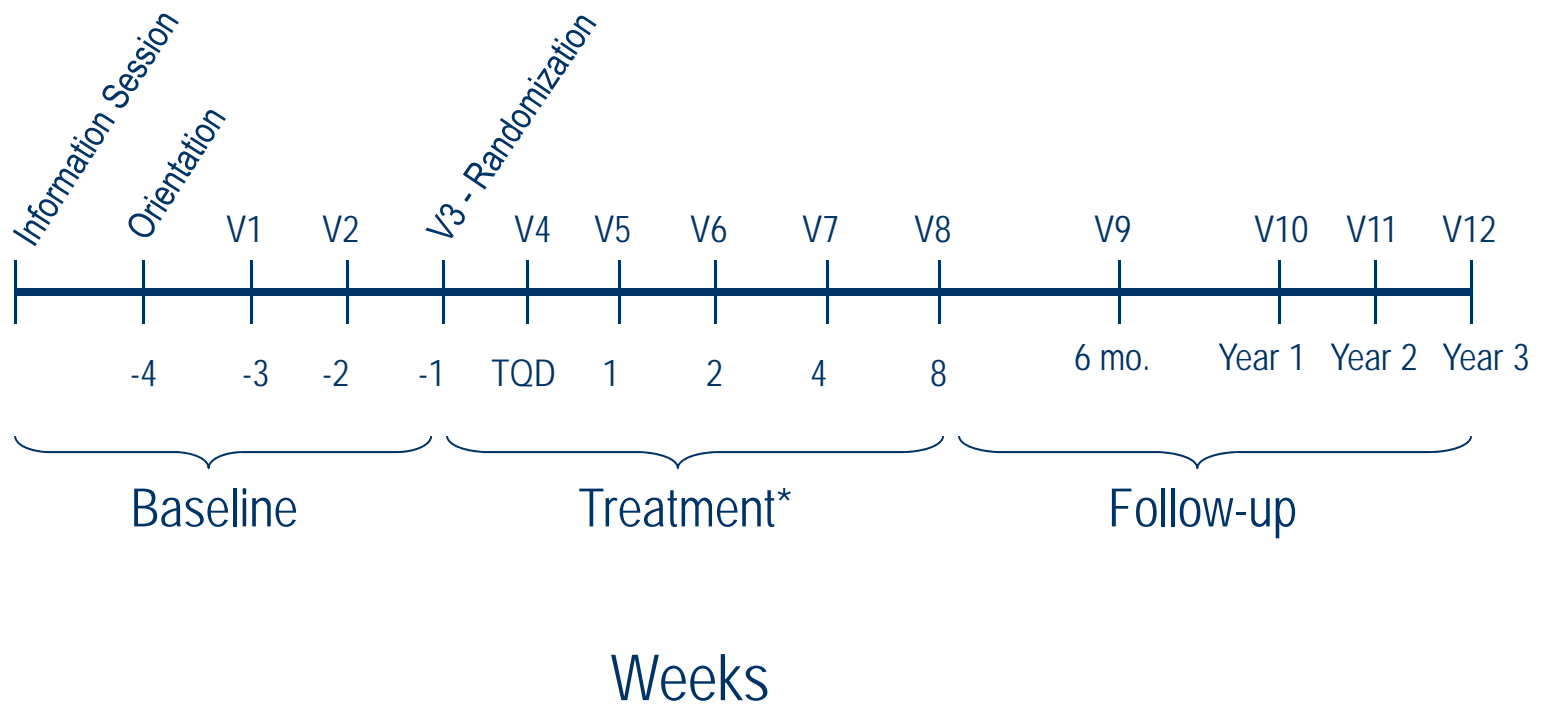 Information Session
Orientation
V3 - Randomization
V1 V2 V4 V5 V6 V7 V8 V9 V10 V11 V12
-4 -3 -2 -1 TQD 1 2 4 8 6 mo. Year 1 Year 2 Year 3
Baseline Treatment* Follow-up
Weeks